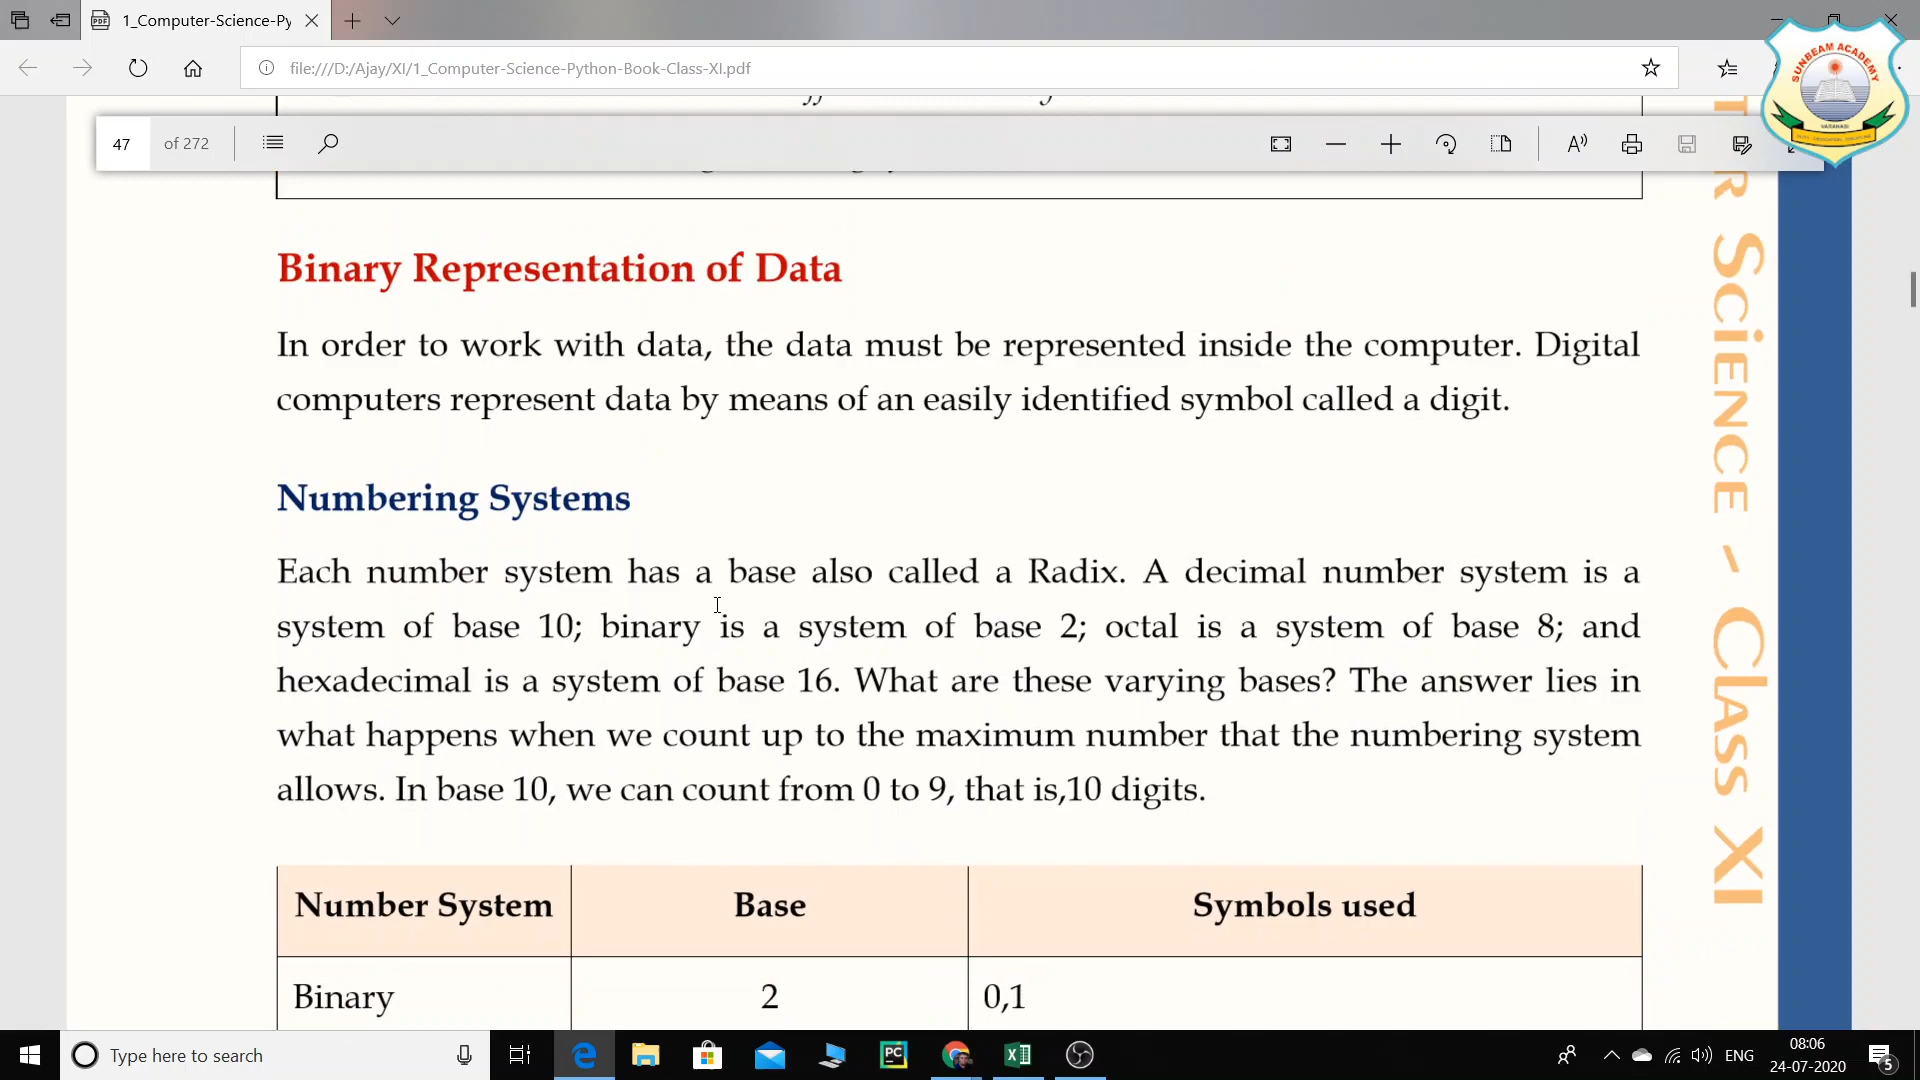 1_Computer-Science-Py
file:///D:/Ajay/XI/1_Computer-Science-Python-Book-Class-XI.pdf
SUNBEAM ACADEMY
VARANASI
47 of 272
Binary Representation of Data
In order to work with data, the data must be represented inside the computer. Digital
computers represent data by means of an easily identified symbol called a digit.
Numbering Systems
Each number system has a base also called a Radix. A decimal number system is a
system of base 10; binary is a system of base 2; octal is a system of base 8; and
hexadecimal is a system of base 16. What are these varying bases? The answer lies in
what happens when we count up to the maximum number that the numbering system
allows. In base 10, we can count from 0 to 9, that is,10 digits.
Number System Base Symbols used
Binary 2 0,1
Science - Class XI
Type here to search
PC
ENG
08:06
24-07-2020
5